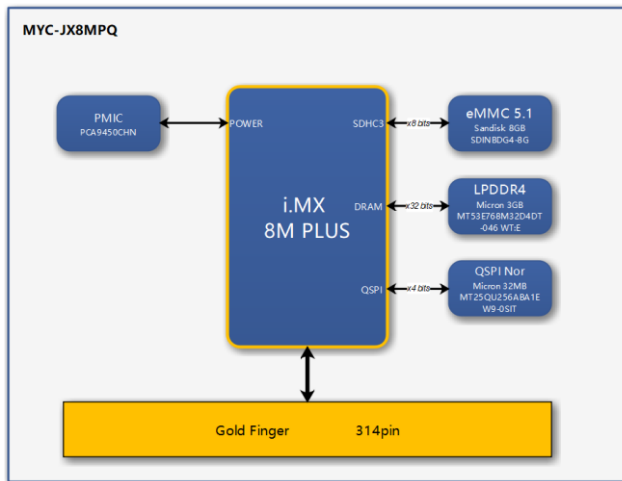 MYC-JX8MPQ
PMIC
PCA9450CHN
POWER
SDHC3
x8 bits
eMMC 5.1
Sandisk 8GB
SDINBDG4-8G
i.MX
8M PLUS
DRAM
x32 bits
LPDDR4
Micron 3GB
MT53E768M32D4DT
-046 WT:E
QSPI
x4 bits
QSPI Nor
Micron 32MB
MT25QU256ABA1E
W9-0SIT
Gold Finger 314pin